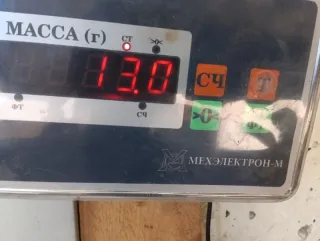 МАССА (г) СТ
13.0
СЧ Т
ФТ СЧ >0<
МЕХЭЛЕКТРОН-М